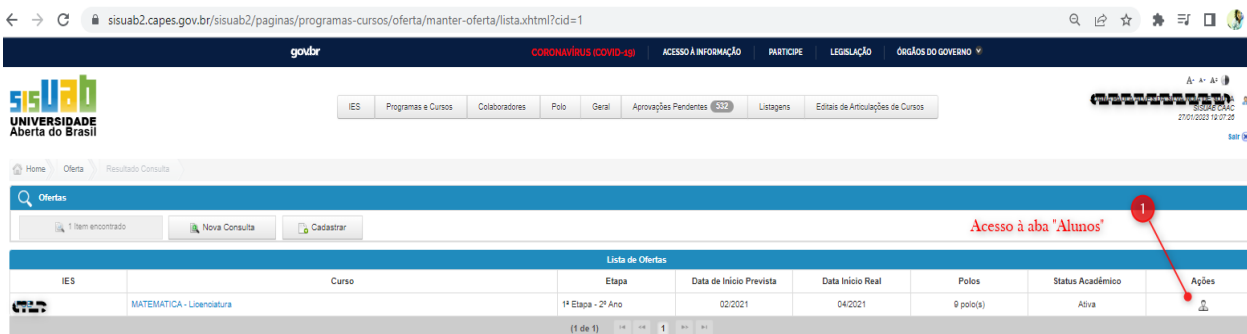 sisuab2.capes.gov.br/sisuab2/paginas/programas-cursos/oferta/manter-oferta/lista.xhtml?cid=1
govbr CORONAVÍRUS (COVID-19) ACESSO À INFORMAÇÃO PARTICIPE LEGISLAÇÃO ÓRGÃOS DO GOVERNO
A- A+ A=
sisUab
UNIVERSIDADE
Aberta do Brasil
IES Programas e Cursos Colaboradores Polo Geral Aprovações Pendentes 532 Listagens Editais de Articulações de Cursos
SISUAB CAAC
27/01/2023 19:07:26
Sair
Home Oferta Resultado Consulta
Ofertas
1 Item encontrado Nova Consulta Cadastrar
Acesso à aba "Alunos"
1
Lista de Ofertas
IES Curso Etapa Data de Início Prevista Data Início Real Polos Status Acadêmico Ações
MATEMATICA - Licenciatura 1ª Etapa - 2º Ano 02/2021 04/2021 9 polo(s) Ativa
(1 de 1) 1